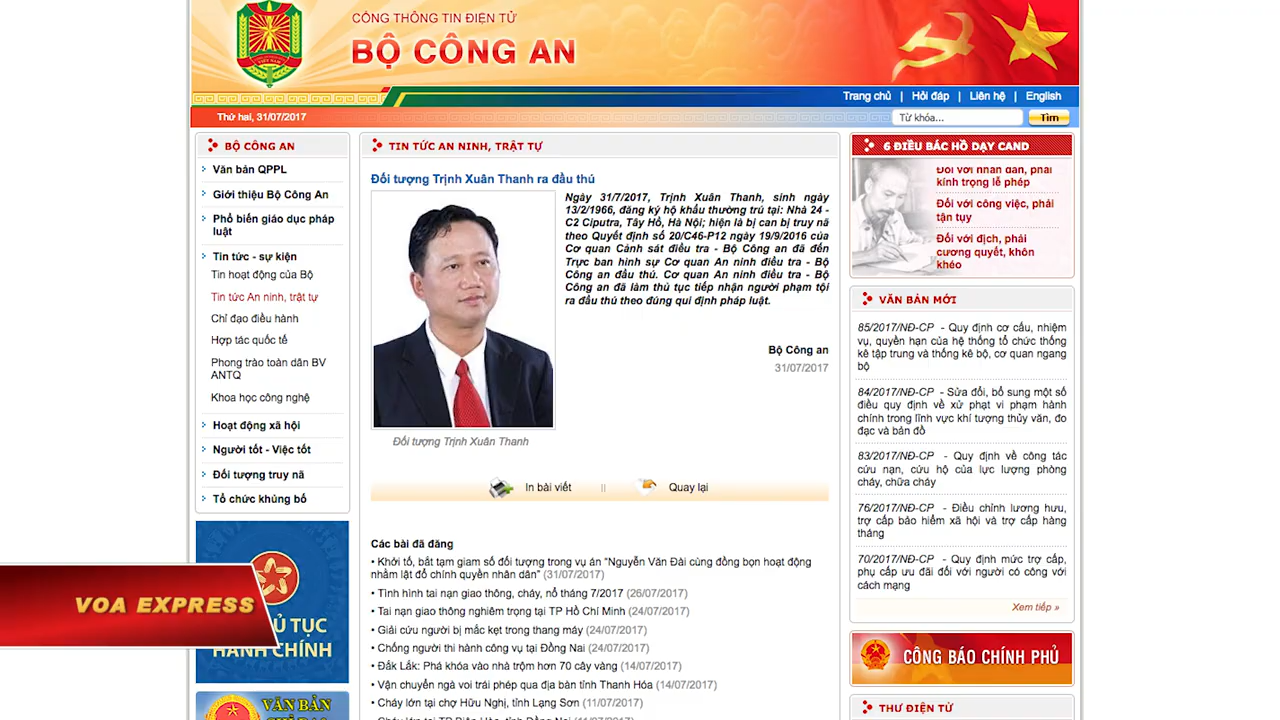 CỔNG THÔNG TIN ĐIỆN TỬ
BỘ CÔNG AN
Trang chủ | Hỏi đáp | Liên hệ | English
Thứ hai, 31/07/2017
Từ khóa...
Tìm
BỘ CÔNG AN
Văn bản QPPL
Giới thiệu Bộ Công An
Phổ biến giáo dục pháp
luật
Tin tức - sự kiện
Tin hoạt động của Bộ
Tin tức An ninh, trật tự
Chỉ đạo điều hành
Hợp tác quốc tế
Phong trào toàn dân BV
ANTQ
Khoa học công nghệ
Hoạt động xã hội
Người tốt - Việc tốt
Đối tượng truy nã
Tổ chức khủng bố
TỤC
HÀNH CHÍNH
VĂN BẢN
VOA EXPRESS
TIN TỨC AN NINH, TRẬT TỰ
Đối tượng Trịnh Xuân Thanh ra đầu thú
Ngày 31/7/2017, Trịnh Xuân Thanh, sinh ngày
13/2/1966, đăng ký hộ khẩu thường trú tại: Nhà 24 -
C2 Ciputra, Tây Hồ, Hà Nội; hiện là bị can bị truy nã
theo Quyết định số 20/C46-P12 ngày 19/9/2016 của
Cơ quan Cảnh sát điều tra - Bộ Công an đã đến
Trực ban hình sự Cơ quan An ninh điều tra - Bộ
Công an đầu thú. Cơ quan An ninh điều tra - Bộ
Công an đã làm thủ tục tiếp nhận người phạm tội
ra đầu thú theo đúng qui định pháp luật.
Bộ Công an
31/07/2017
Đối tượng Trịnh Xuân Thanh
In bài viết || Quay lại
Các bài đã đăng
• Khởi tố, bắt tạm giam số đối tượng trong vụ án “Nguyễn Văn Đài cùng đồng bọn hoạt động
nhằm lật đổ chính quyền nhân dân” (31/07/2017)
• Tình hình tai nạn giao thông, cháy, nổ tháng 7/2017 (26/07/2017)
• Tai nạn giao thông nghiêm trọng tại TP Hồ Chí Minh (24/07/2017)
• Giải cứu người bị mắc kẹt trong thang máy (24/07/2017)
• Chống người thi hành công vụ tại Đồng Nai (24/07/2017)
• Đắk Lắk: Phá khóa vào nhà trộm hơn 70 cây vàng (14/07/2017)
• Vận chuyển ngà voi trái phép qua địa bàn tỉnh Thanh Hóa (14/07/2017)
• Cháy lớn tại chợ Hữu Nghị, tỉnh Lạng Sơn (11/07/2017)
• Cháy lớn tại TP Biên Hòa, tỉnh Đồng Nai (11/07/2017)
6 ĐIỀU BÁC HỒ DẠY CAND
Đối với nhân dân, phải
kính trọng lễ phép
Đối với công việc, phải
tận tụy
Đối với địch, phải
cương quyết, khôn
khéo
VĂN BẢN MỚI
85/2017/NĐ-CP - Quy định cơ cấu, nhiệm
vụ, quyền hạn của hệ thống tổ chức thống
kê tập trung và thống kê bộ, cơ quan ngang
bộ
84/2017/NĐ-CP - Sửa đổi, bổ sung một số
điều quy định về xử phạt vi phạm hành
chính trong lĩnh vực khí tượng thủy văn, đo
đạc và bản đồ
83/2017/NĐ-CP - Quy định về công tác
cứu nạn, cứu hộ của lực lượng phòng
cháy, chữa cháy
76/2017/NĐ-CP - Điều chỉnh lương hưu,
trợ cấp bảo hiểm xã hội và trợ cấp hàng
tháng
70/2017/NĐ-CP - Quy định mức trợ cấp,
phụ cấp ưu đãi đối với người có công với
cách mạng
Xem tiếp »
CÔNG BÁO CHÍNH PHỦ
THƯ ĐIỆN TỬ